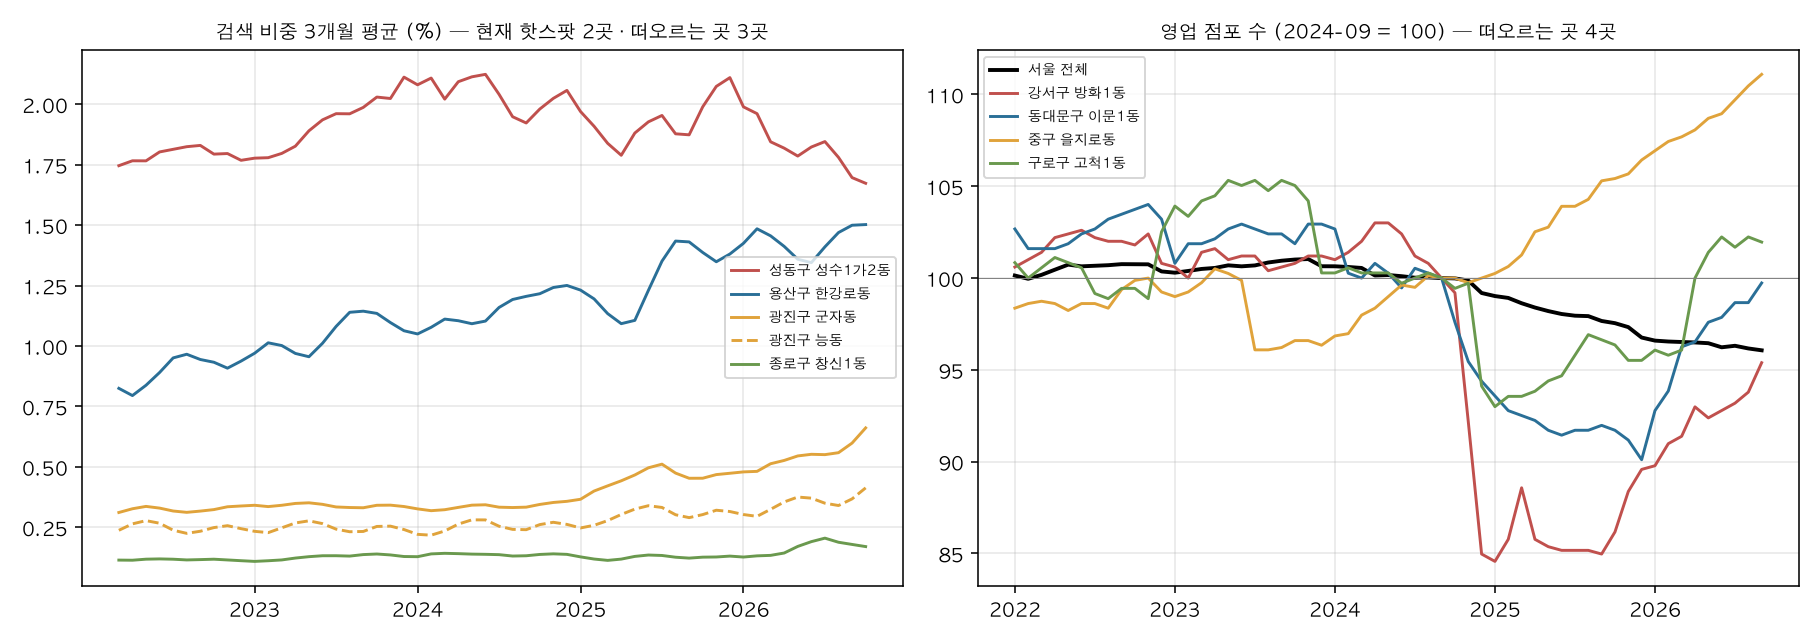 검색 비중 3개월 평균 (%) — 현재 핫스팟 2곳 · 떠오르는 곳 3곳
2.00
1.75
1.50
1.25
1.00
0.75
0.50
0.25
성동구 성수1가2동
용산구 한강로동
광진구 군자동
광진구 능동
종로구 창신1동
2023
2024
2025
2026
영업 점포 수 (2024-09 = 100) — 떠오르는 곳 4곳
110
105
100
95
90
85
서울 전체
강서구 방화1동
동대문구 이문1동
중구 을지로동
구로구 고척1동
2022
2023
2024
2025
2026